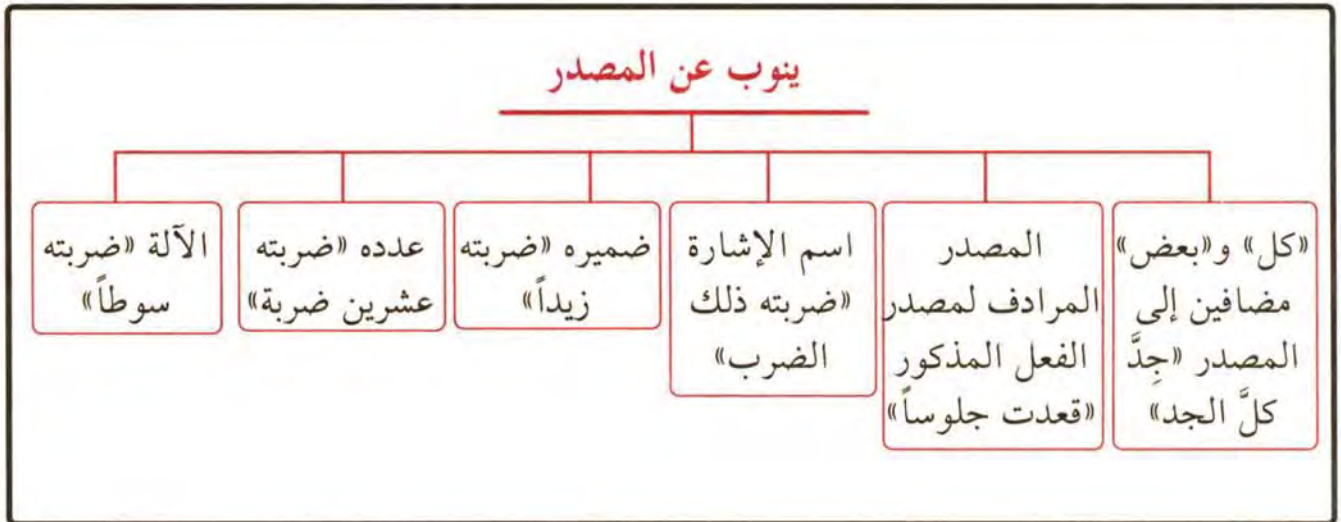 ينوب عن المصدر
«كل» و«بعض»
مضافين إلى
المصدر «جِدَّ
كلَّ الجد»
المصدر
المرادف لمصدر
الفعل المذكور
«قعدت جلوساً»
اسم الإشارة
«ضربته ذلك
الضرب»
ضميره «ضربته
زيداً»
عدده «ضربته
عشرين ضربة»
الآلة «ضربته
سوطاً»